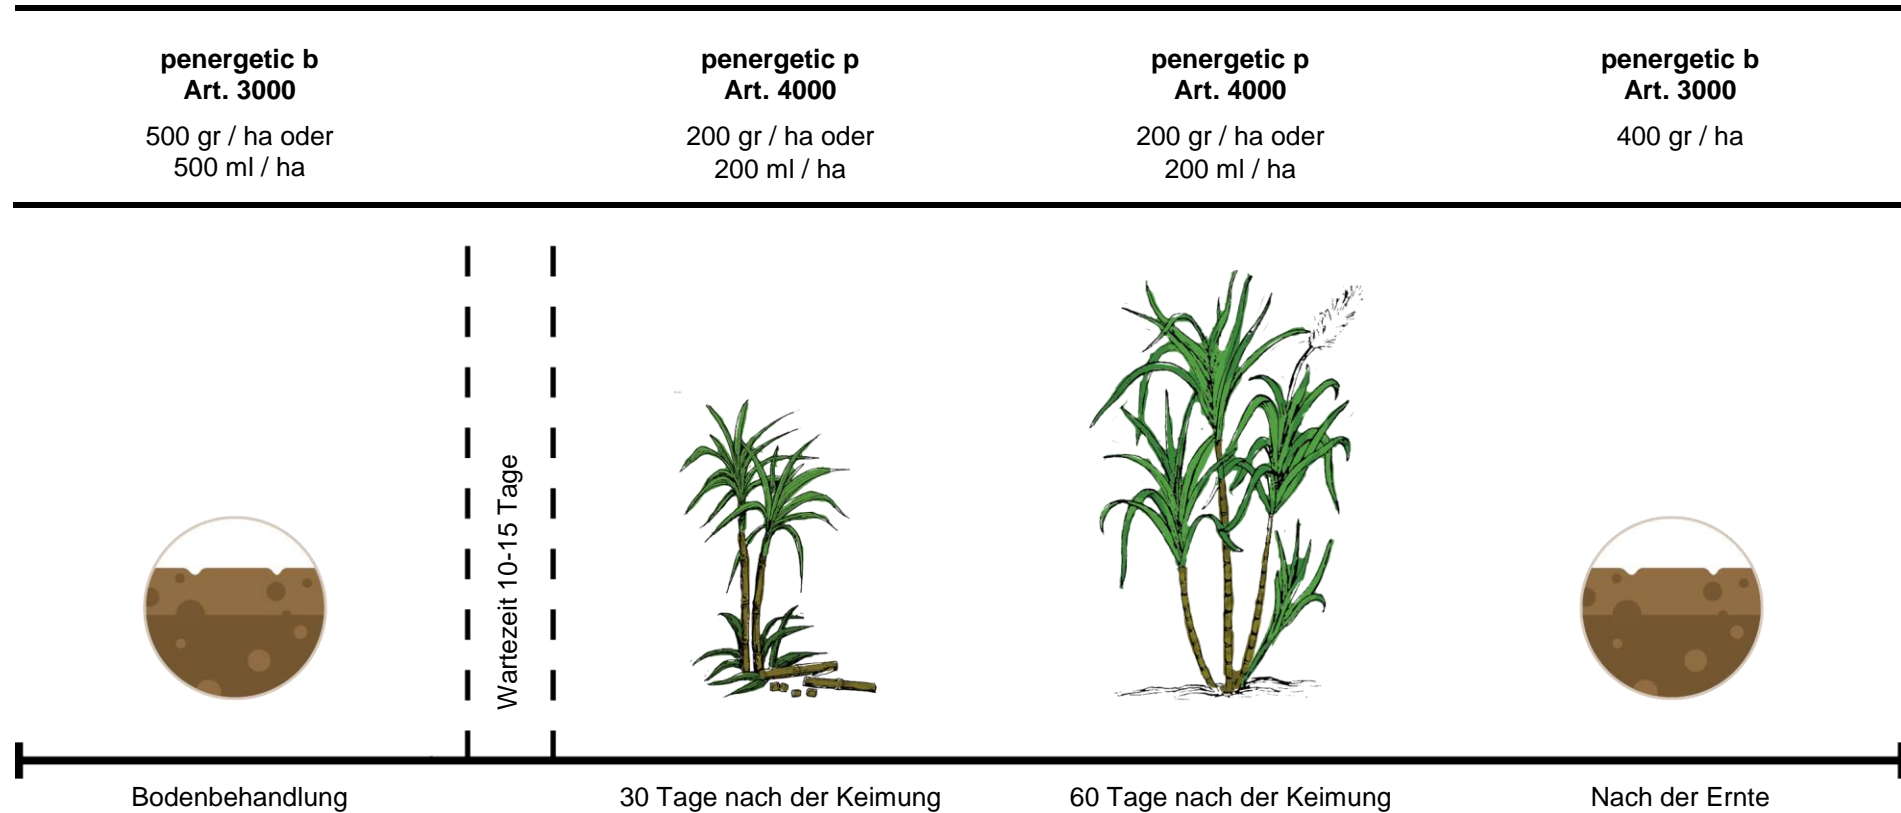 penergetic b
Art. 3000
500 gr / ha oder
500 ml / ha
penergetic p
Art. 4000
200 gr / ha oder
200 ml / ha
penergetic p
Art. 4000
200 gr / ha oder
200 ml / ha
penergetic b
Art. 3000
400 gr / ha
Wartezeit 10-15 Tage
Bodenbehandlung
30 Tage nach der Keimung
60 Tage nach der Keimung
Nach der Ernte